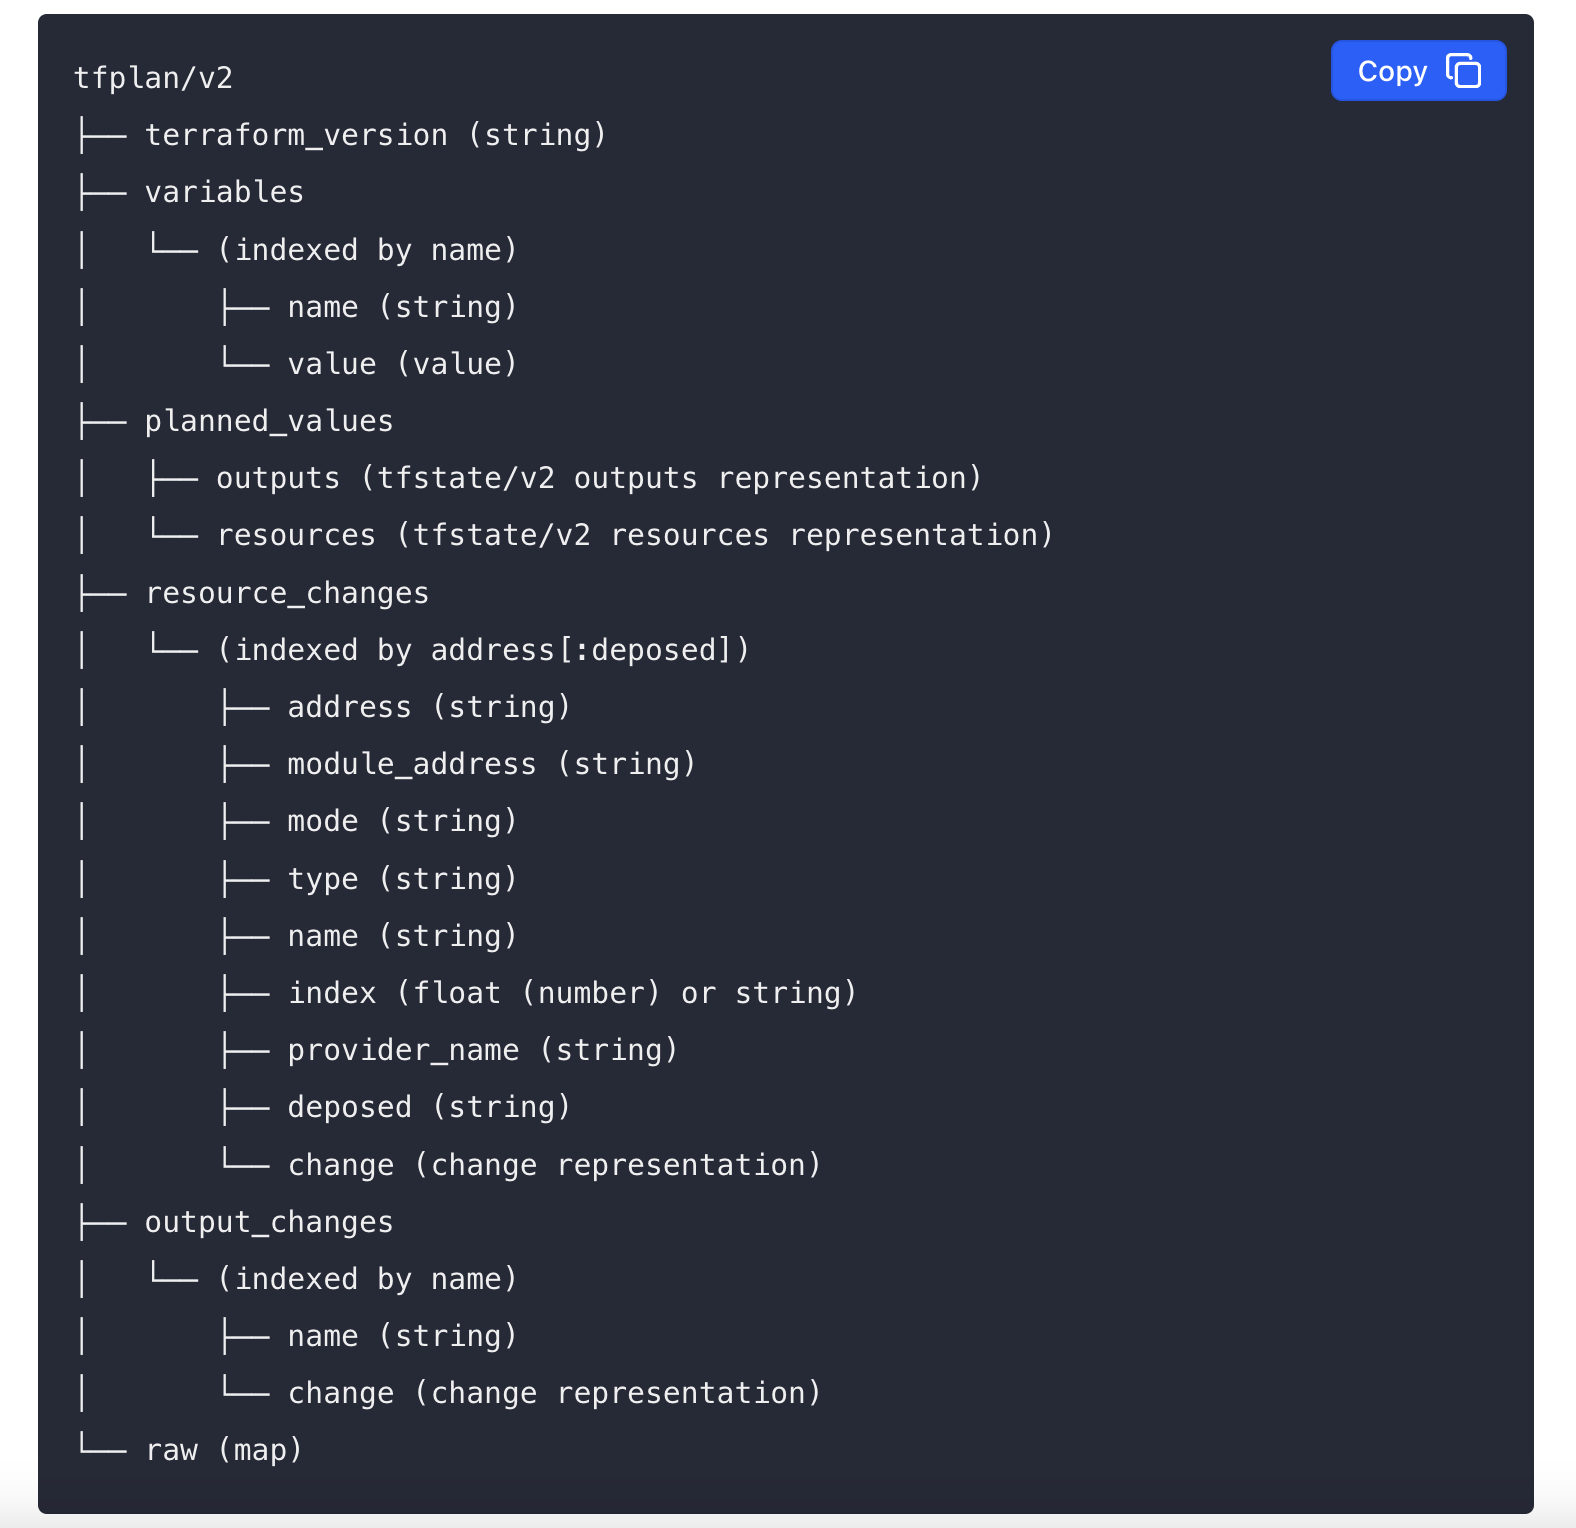 tfplan/v2
Copy
├── terraform_version (string)
├── variables
│   └── (indexed by name)
│       ├── name (string)
│       └── value (value)
├── planned_values
│   ├── outputs (tfstate/v2 outputs representation)
│   └── resources (tfstate/v2 resources representation)
├── resource_changes
│   └── (indexed by address[:deposed])
│       ├── address (string)
│       ├── module_address (string)
│       ├── mode (string)
│       ├── type (string)
│       ├── name (string)
│       ├── index (float (number) or string)
│       ├── provider_name (string)
│       ├── deposed (string)
│       └── change (change representation)
├── output_changes
│   └── (indexed by name)
│       ├── name (string)
│       └── change (change representation)
└── raw (map)